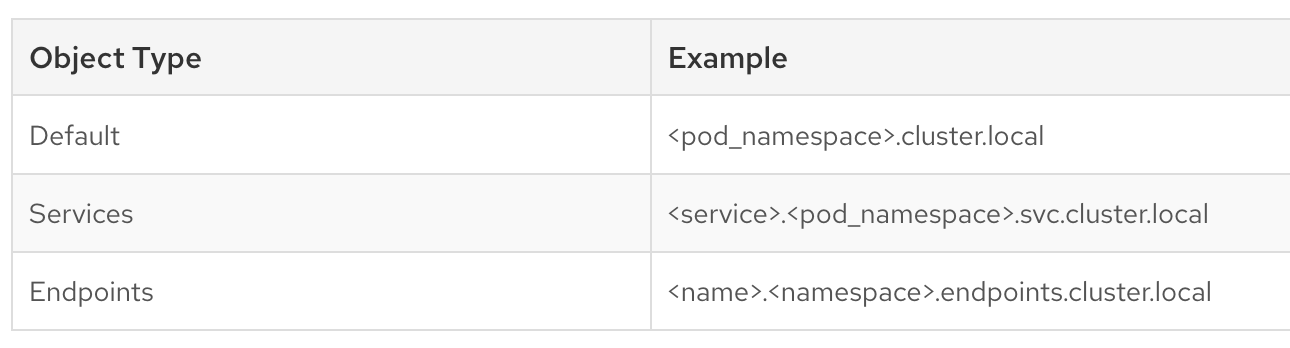 Object Type Example
Default <pod_namespace>.cluster.local
Services <service>.<pod_namespace>.svc.cluster.local
Endpoints <name>.<namespace>.endpoints.cluster.local